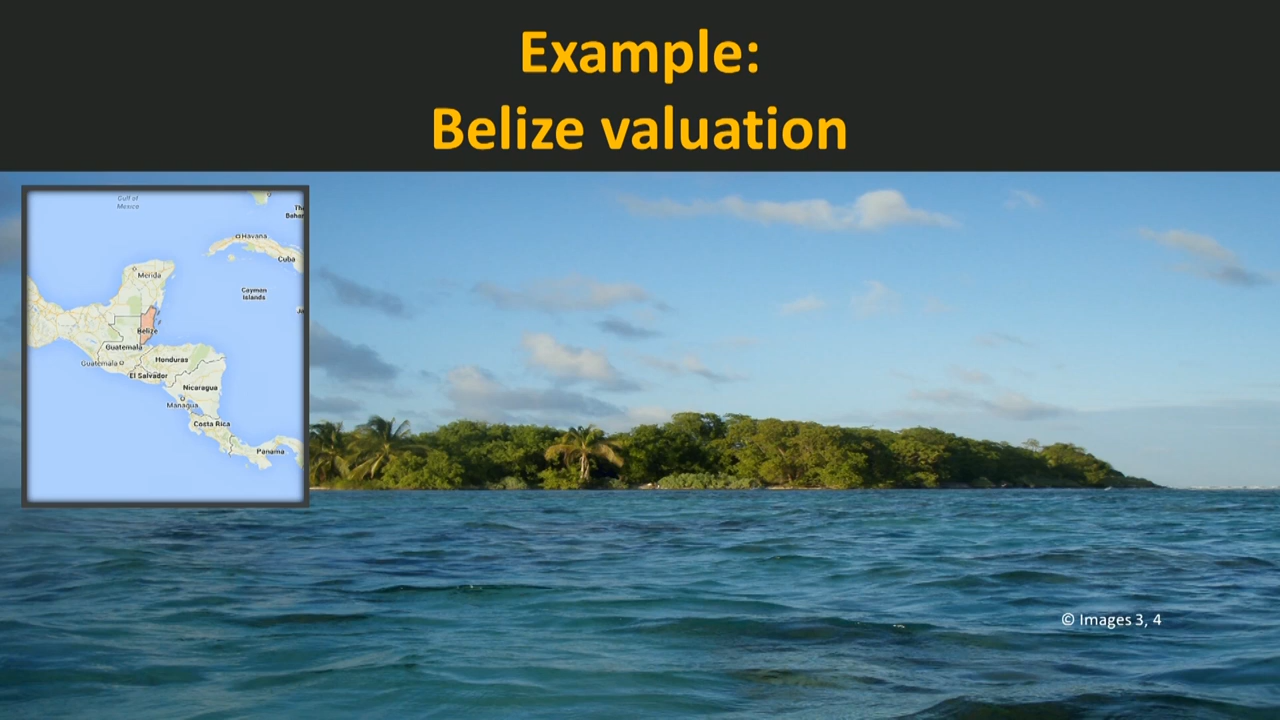 Example:
Belize valuation
Gulf of
Mexico
Havana
Cuba
Merida
Cayman
Islands
Belize
Guatemala
Guatemala
Honduras
El Salvador
Nicaragua
Managua
Costa Rica
Panama
© Images 3, 4